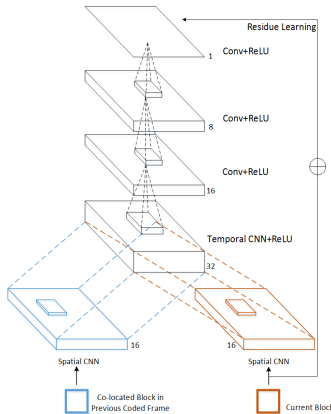 Residue Learning
Conv+ReLU
1
Conv+ReLU
8
Conv+ReLU
16
Temporal CNN+ReLU
32
16
16
Spatial CNN
Spatial CNN
Co-located Block in
Previous Coded Frame
Current Block